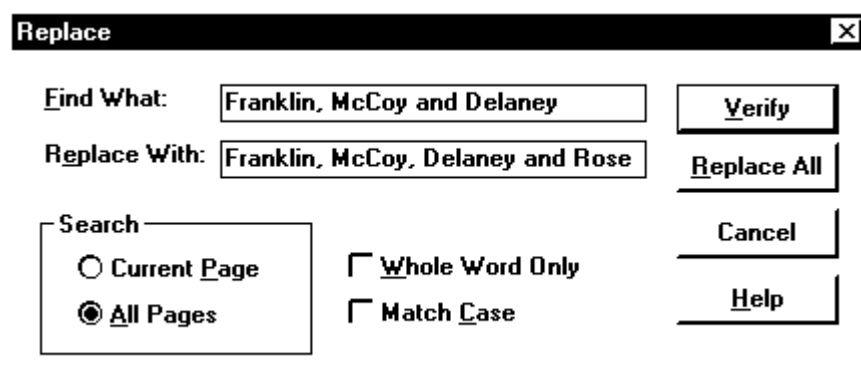 Replace
Find What: Franklin, McCoy and Delaney
Verify
Replace With: Franklin, McCoy, Delaney and Rose
Replace All
Search
Current Page
All Pages
Whole Word Only
Match Case
Cancel
Help